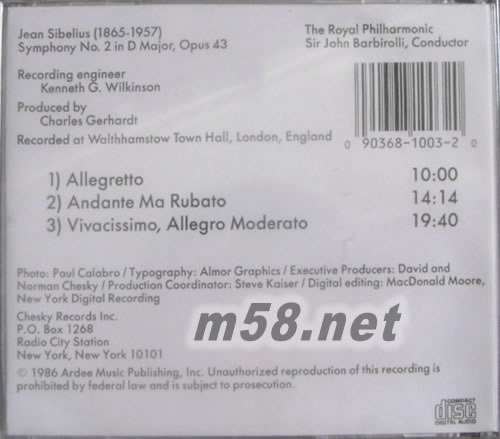 Jean Sibelius (1865-1957)
Symphony No. 2 in D Major, Opus 43
The Royal Philharmonic
Sir John Barbirolli, Conductor
Recording engineer
Kenneth G. Wilkinson
Produced by
Charles Gerhardt
Recorded at Walthhamstow Town Hall, London, England
0 90368-1003-2 0
1) Allegretto 10:00
2) Andante Ma Rubato 14:14
3) Vivacissimo, Allegro Moderato 19:40
Photo: Paul Calabro / Typography: Almor Graphics / Executive Producers: David and
Norman Chesky / Production Coordinator: Steve Kaiser / Digital editing: MacDonald Moore,
New York Digital Recording
Chesky Records Inc.
P.O. Box 1268
Radio City Station
New York, New York 10101
m58.net
© 1986 Ardee Music Publishing, Inc. Unauthorized reproduction of this recording is
prohibited by federal law and is subject to prosecution.
COMPACT
disc
DIGITAL AUDIO